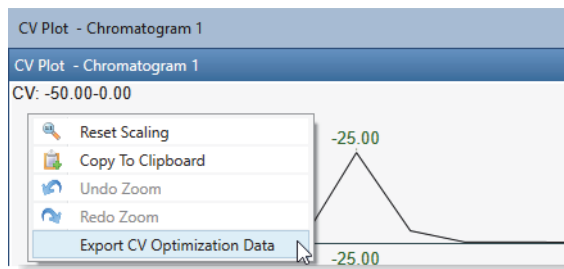 CV Plot - Chromatogram 1
CV Plot - Chromatogram 1
CV: -50.00-0.00
Reset Scaling
-25.00
Copy To Clipboard
Undo Zoom
Redo Zoom
Export CV Optimization Data
-25.00